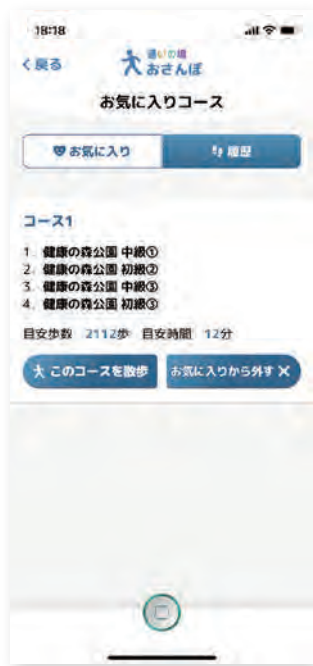 18:18
戻る
通いの場
おさんぽ
お気に入りコース
お気に入り
履歴
コース1
1. 健康の森公園 中級①
2. 健康の森公園 初級②
3. 健康の森公園 中級③
4. 健康の森公園 初級③
目安歩数 2112歩 目安時間 12分
このコースを散歩
お気に入りから外す ×